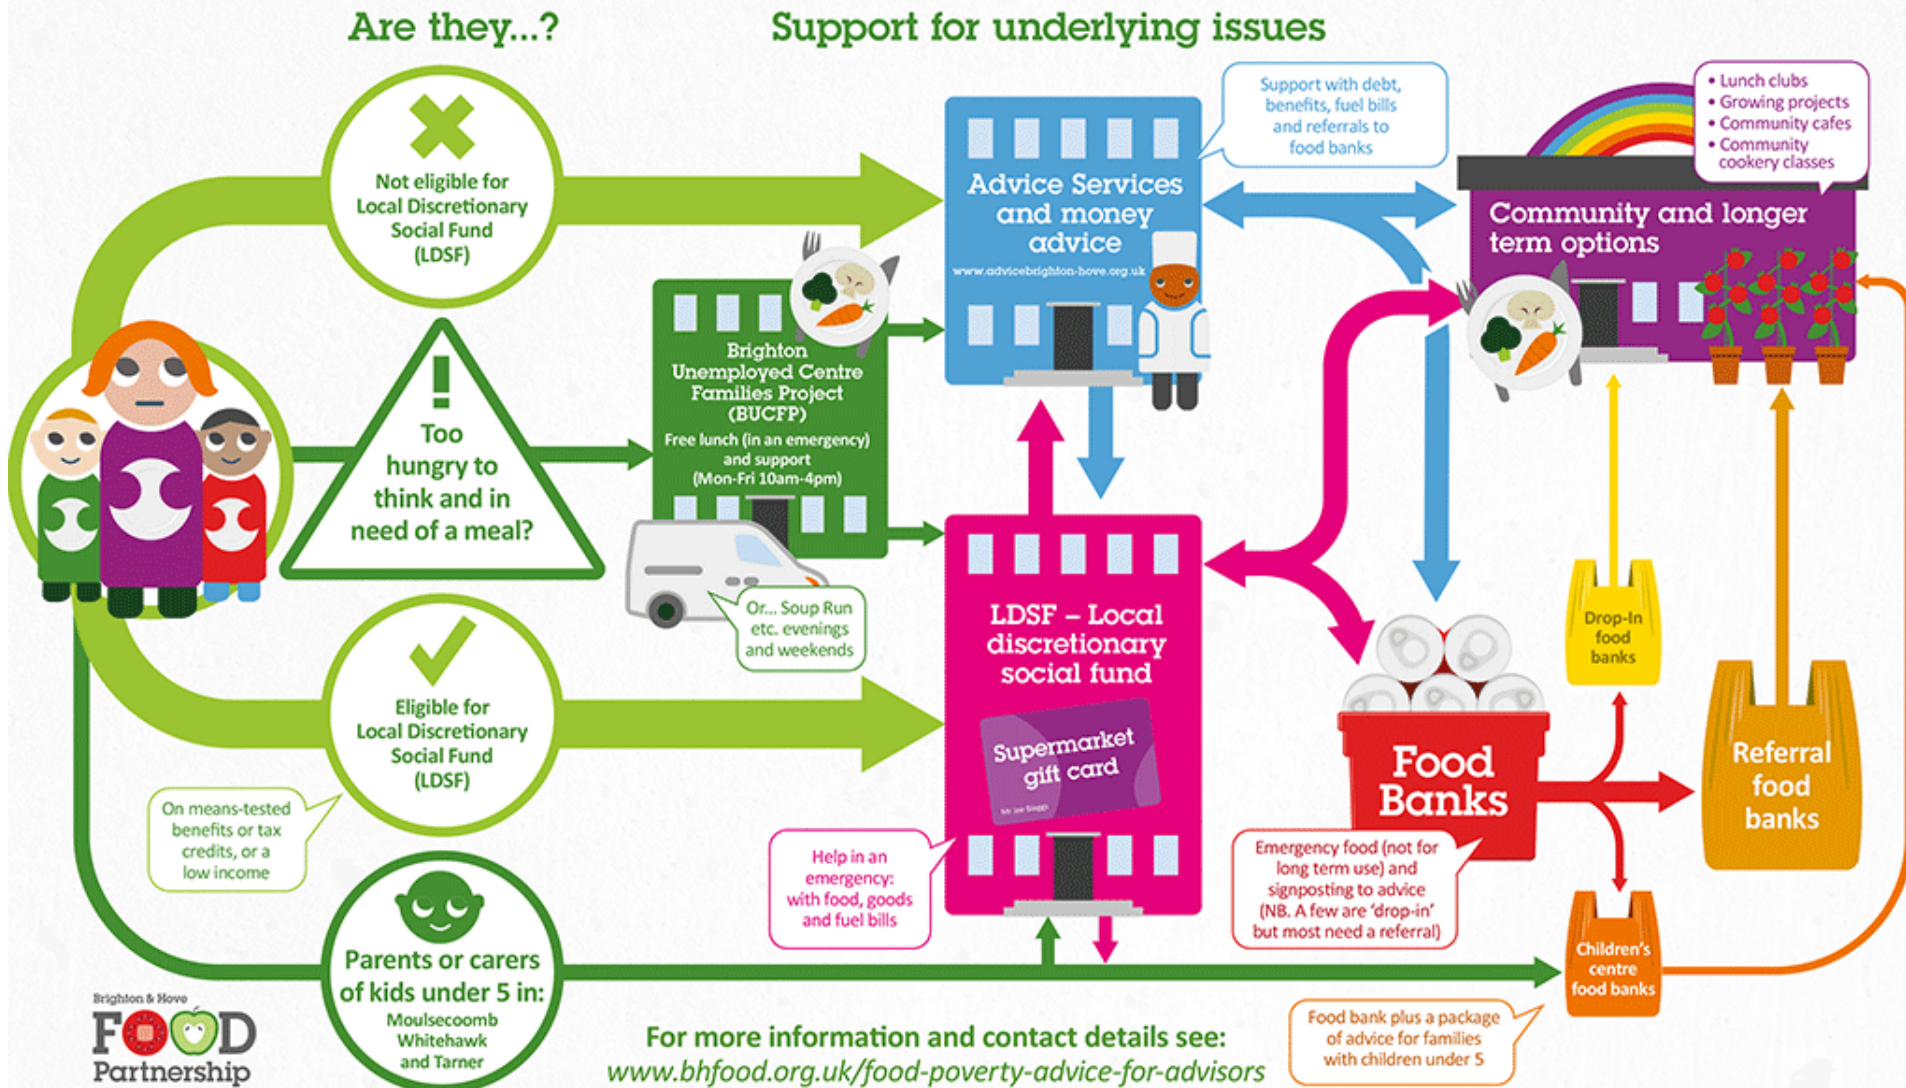 Are they...?
Support for underlying issues
Not eligible for
Local Discretionary
Social Fund
(LDSF)
Too
hungry to
think and in
need of a meal?
Eligible for
Local Discretionary
Social Fund
(LDSF)
On means-tested
benefits or tax
credits, or a
low income
Parents or carers
of kids under 5 in:
Moulsecoomb
Whitehawk
and Tarner
Brighton
Unemployed Centre
Families Project
(BUCFP)
Free lunch (in an emergency)
and support
(Mon-Fri 10am-4pm)
Or... Soup Run
etc. evenings
and weekends
Advice Services
and money
advice
www.advicebrighton-hove.org.uk
Support with debt,
benefits, fuel bills
and referrals to
food banks
LDSF – Local
discretionary
social fund
Supermarket
gift card
Mr Joe Bloggs
Help in an
emergency:
with food, goods
and fuel bills
• Lunch clubs
• Growing projects
• Community cafes
• Community
cookery classes
Community and longer
term options
Food
Banks
Emergency food (not for
long term use) and
signposting to advice
(NB. A few are ‘drop-in’
but most need a referral)
Drop-In
food
banks
Referral
food
banks
Children’s
centre
food banks
Food bank plus a package
of advice for families
with children under 5
Brighton & Hove
FOOD
Partnership
For more information and contact details see:
www.bhfood.org.uk/food-poverty-advice-for-advisors